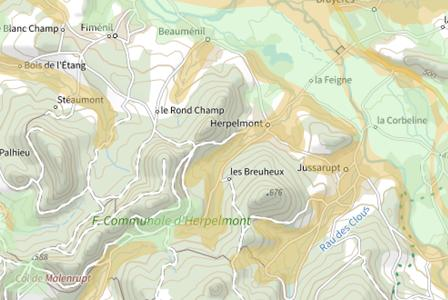 Bruyères
Blanc Champ
Fiménil
Beauménil
Bois de l'Étang
la Feigne
Stéaumont
le Rond Champ
Herpelmont
la Corbeline
Palhieu
les Breuheux
Jussarupt
676
F. Communale d'Herpelmont
Rau des Clous
558
Col de Malenrupt